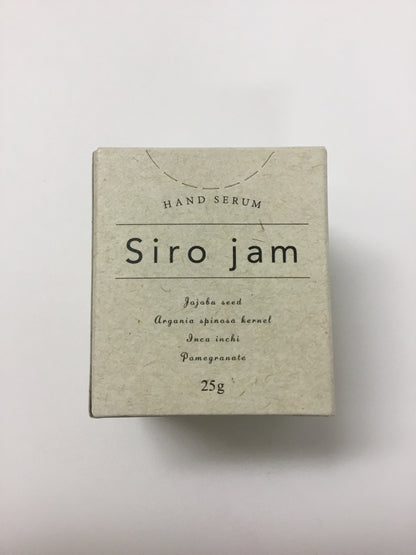 HAND SERUM
Siro jam
Jojoba seed
Argania spinosa kernel
Inca inchi
Pomegranate
25g